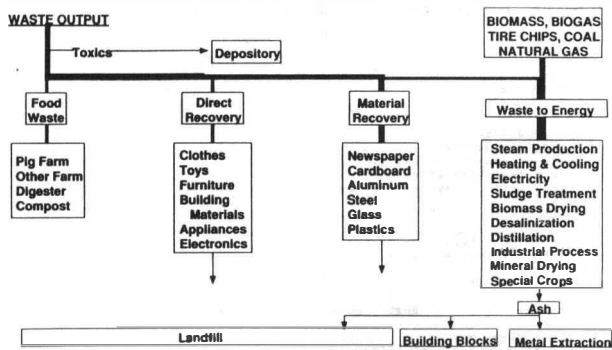 WASTE OUTPUT
Toxics
Depository
BIOMASS, BIOGAS
TIRE CHIPS, COAL
NATURAL GAS
Food
Waste
Direct
Recovery
Material
Recovery
Waste to Energy
Pig Farm
Other Farm
Digester
Compost
Clothes
Toys
Furniture
Building
Materials
Appliances
Electronics
Newspaper
Cardboard
Aluminum
Steel
Glass
Plastics
Steam Production
Heating & Cooling
Electricity
Sludge Treatment
Biomass Drying
Desalinization
Distillation
Industrial Process
Mineral Drying
Special Crops
Ash
Landfill
Building Blocks
Metal Extraction